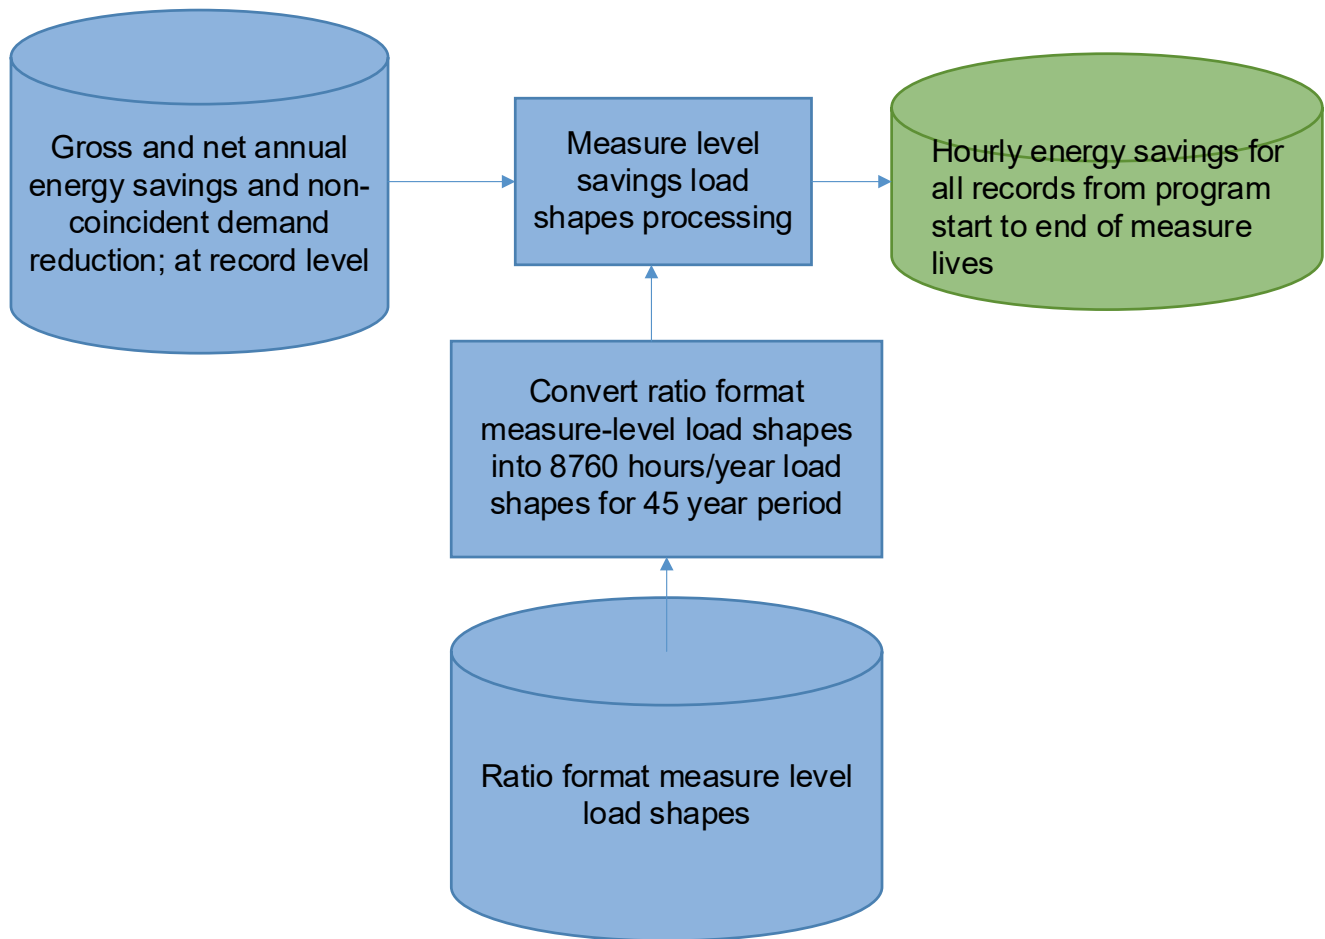 Gross and net annual
energy savings and non-
coincident demand
reduction; at record level
Measure level
savings load
shapes processing
Hourly energy savings for
all records from program
start to end of measure
lives
Convert ratio format
measure-level load shapes
into 8760 hours/year load
shapes for 45 year period
Ratio format measure level
load shapes